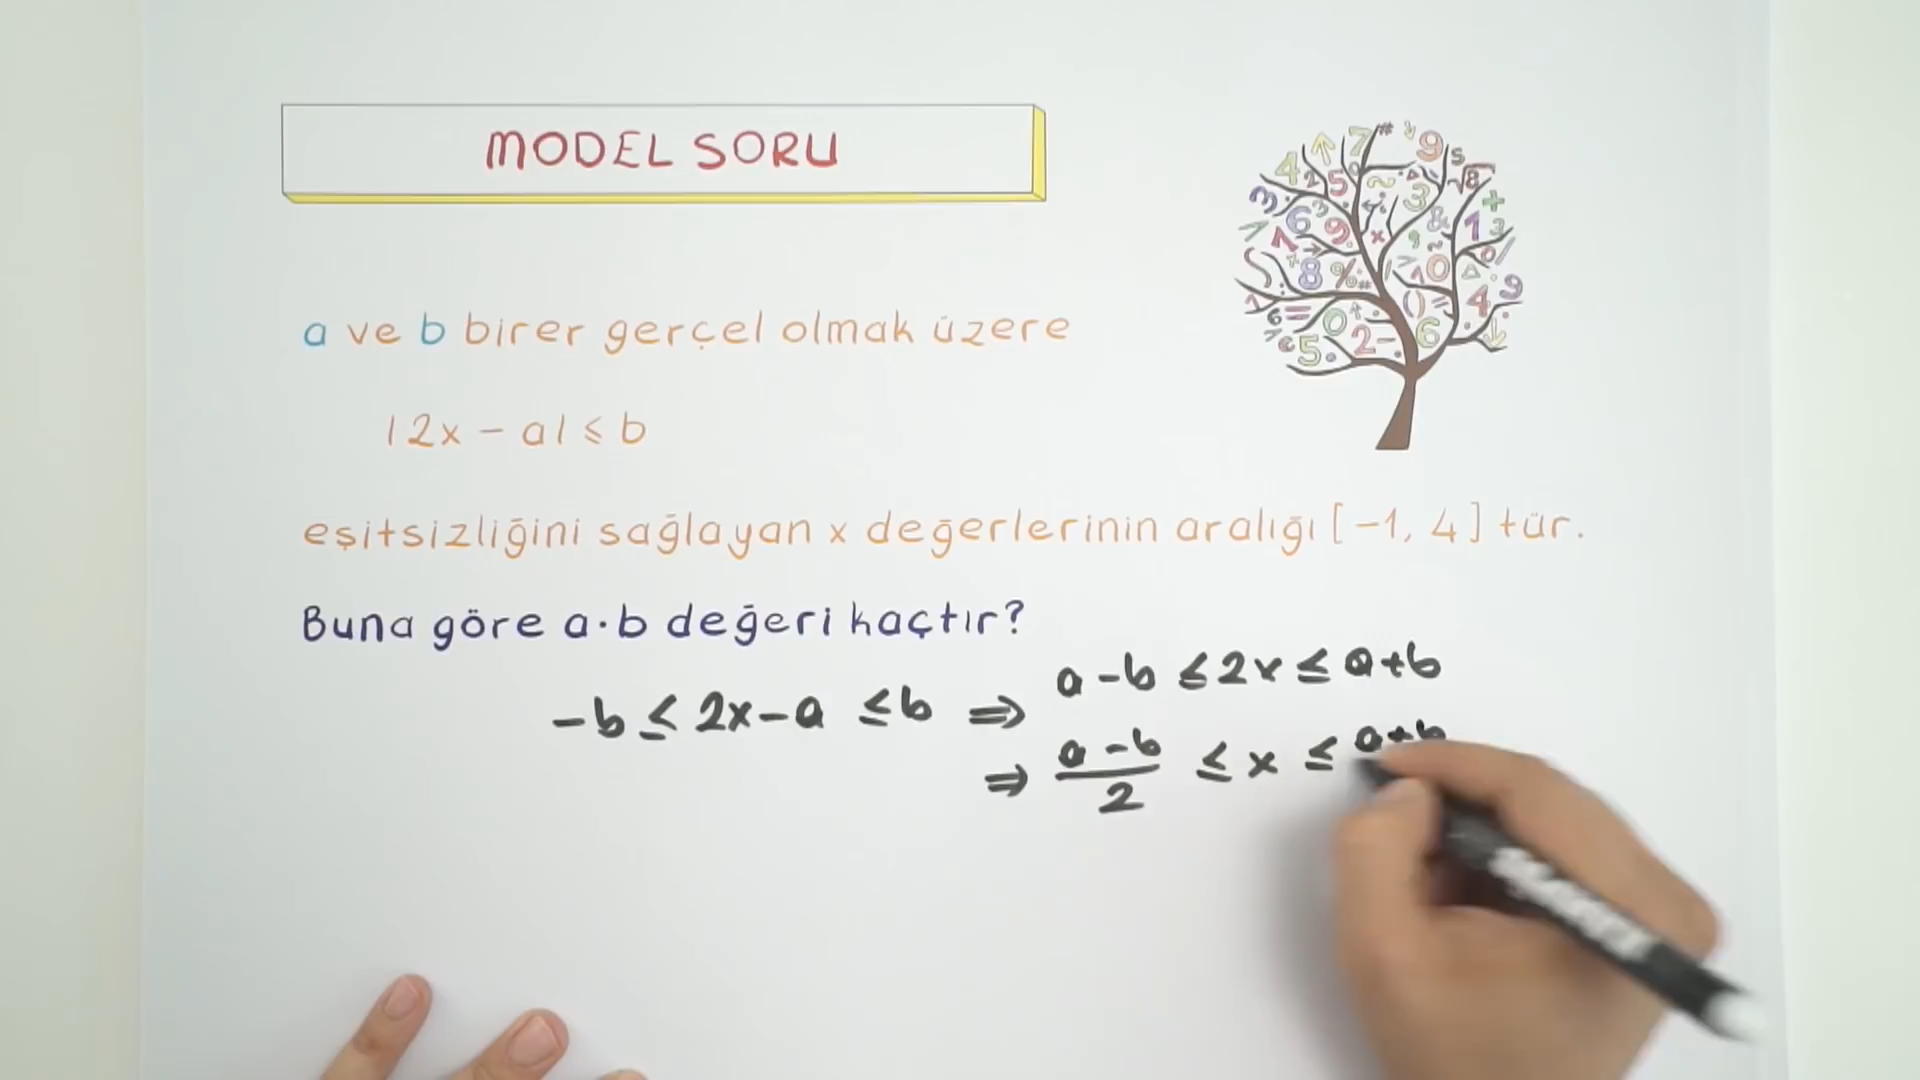 MODEL SORU
a ve b birer gerçel olmak üzere
|2x - a| ≤ b
eşitsizliğini sağlayan x değerlerinin aralığı [-1, 4] tür.
Buna göre a·b değeri kaçtır?
-b ≤ 2x-a ≤ b ⇒ a-b ≤ 2x ≤ a+b
⇒ a-b/2 ≤ x ≤ a+b